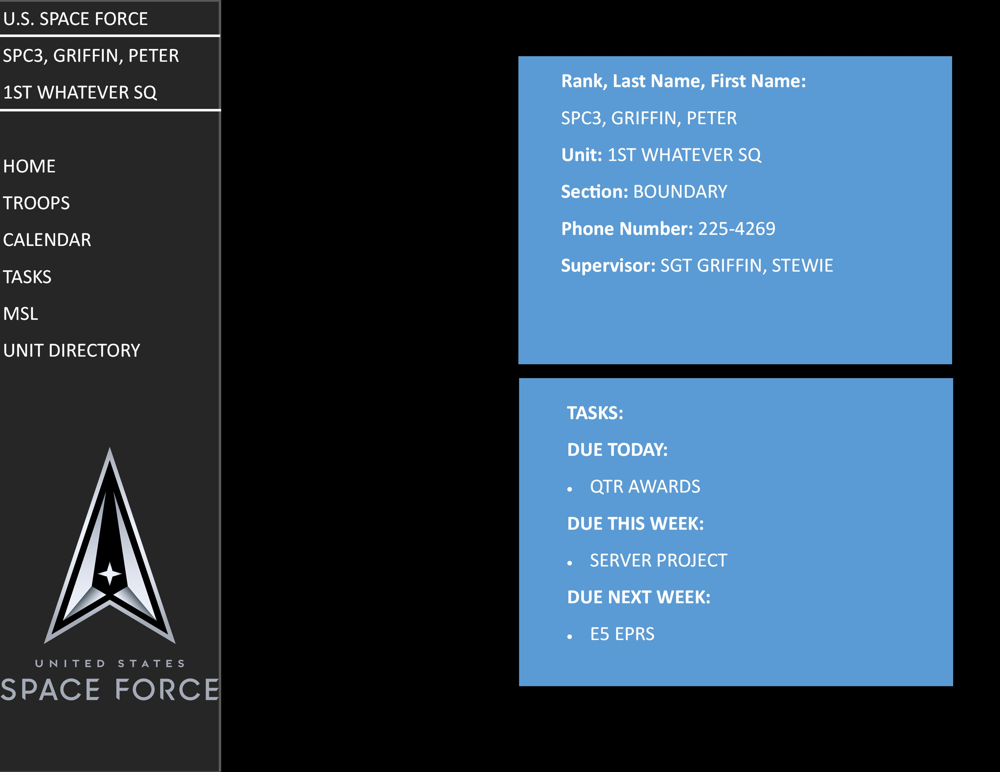 U.S. SPACE FORCE
SPC3, GRIFFIN, PETER
1ST WHATEVER SQ
HOME
TROOPS
CALENDAR
TASKS
MSL
UNIT DIRECTORY
UNITED STATES
SPACE FORCE
Rank, Last Name, First Name:
SPC3, GRIFFIN, PETER
Unit: 1ST WHATEVER SQ
Section: BOUNDARY
Phone Number: 225-4269
Supervisor: SGT GRIFFIN, STEWIE
TASKS:
DUE TODAY:
• QTR AWARDS
DUE THIS WEEK:
• SERVER PROJECT
DUE NEXT WEEK:
• E5 EPRS